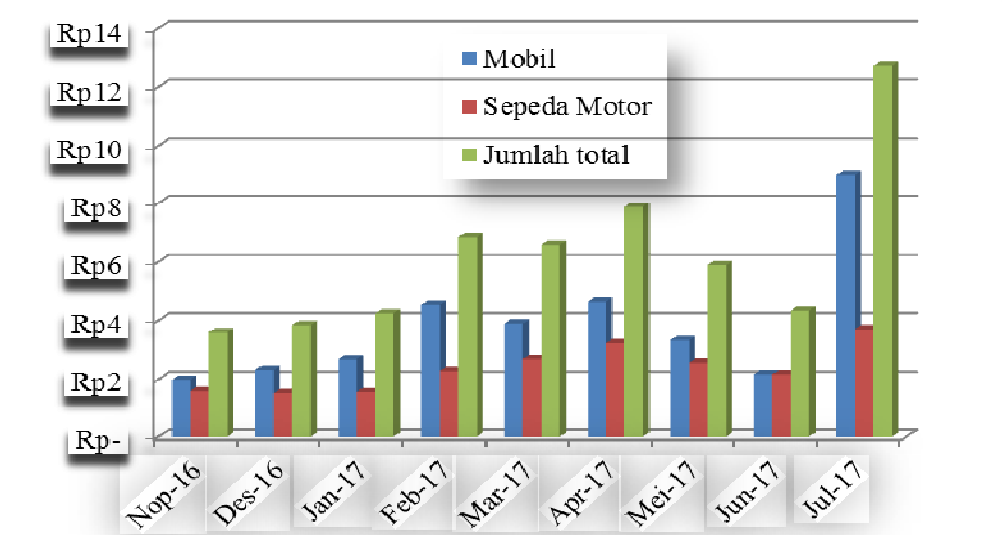 Rp14
Rp12
Rp10
Rp8
Rp6
Rp4
Rp2
Rp-
Mobil
Sepeda Motor
Jumlah total
Nop-16
Des-16
Jan-17
Feb-17
Mar-17
Apr-17
Mei-17
Jun-17
Jul-17